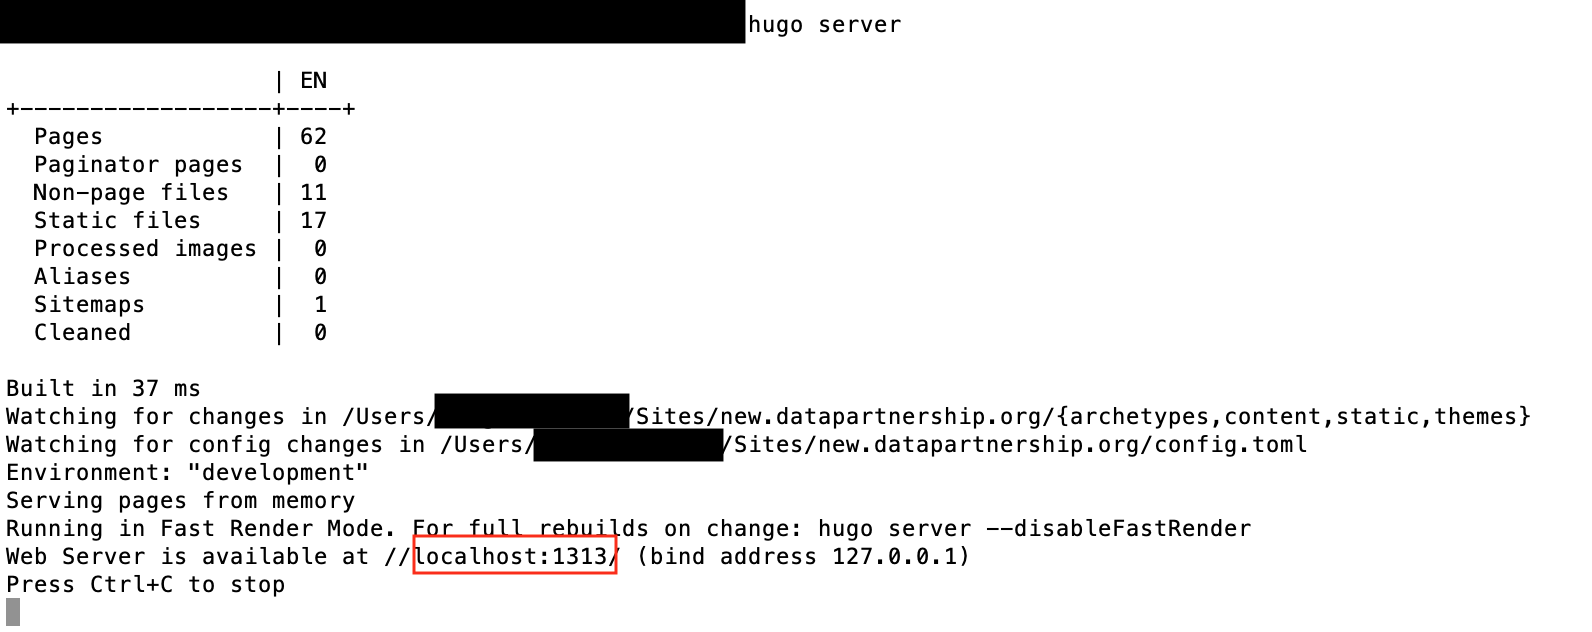 hugo server
| EN
+------------------+----+
Pages | 62
Paginator pages | 0
Non-page files | 11
Static files | 17
Processed images | 0
Aliases | 0
Sitemaps | 1
Cleaned | 0
Built in 37 ms
Watching for changes in /Users/ /Sites/new.datapartnership.org/{archetypes,content,static,themes}
Watching for config changes in /Users/ /Sites/new.datapartnership.org/config.toml
Environment: "development"
Serving pages from memory
Running in Fast Render Mode. For full rebuilds on change: hugo server --disableFastRender
Web Server is available at //localhost:1313/ (bind address 127.0.0.1)
Press Ctrl+C to stop